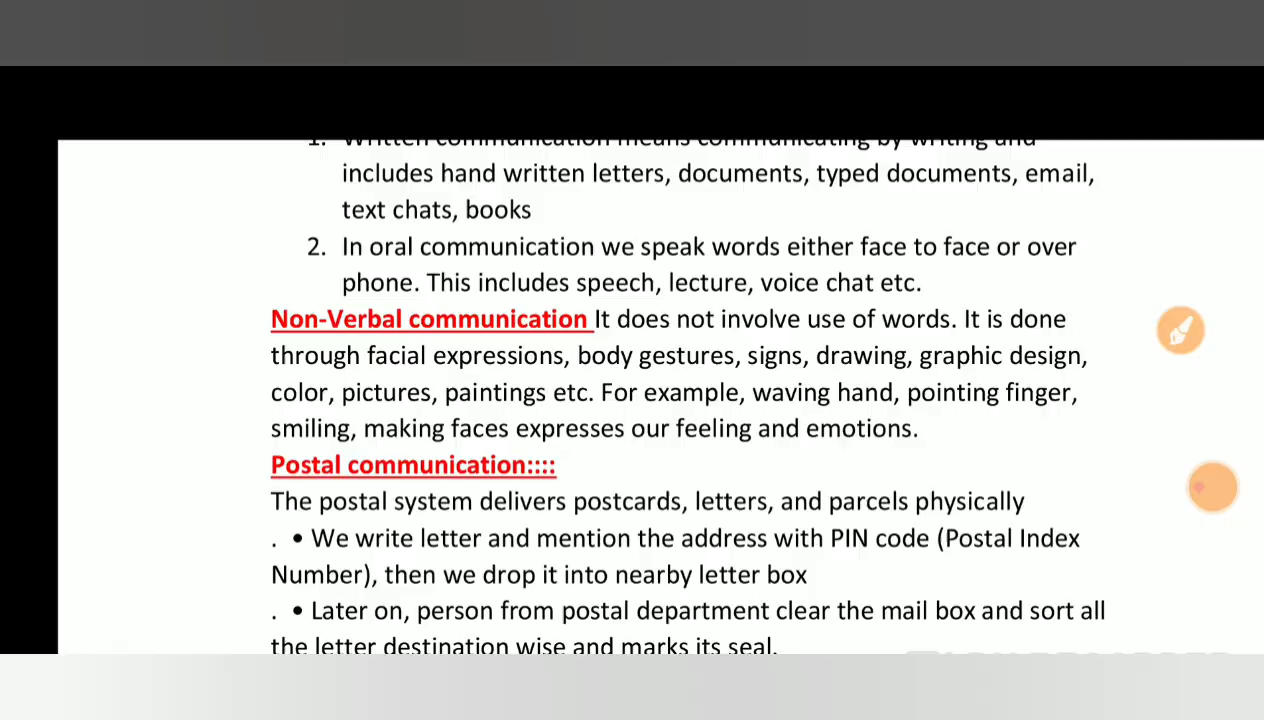 1. Written communication means communicating by writing and
includes hand written letters, documents, typed documents, email,
text chats, books
2. In oral communication we speak words either face to face or over
phone. This includes speech, lecture, voice chat etc.
Non-Verbal communication It does not involve use of words. It is done
through facial expressions, body gestures, signs, drawing, graphic design,
color, pictures, paintings etc. For example, waving hand, pointing finger,
smiling, making faces expresses our feeling and emotions.
Postal communication::::
The postal system delivers postcards, letters, and parcels physically
. • We write letter and mention the address with PIN code (Postal Index
Number), then we drop it into nearby letter box
. • Later on, person from postal department clear the mail box and sort all
the letter destination wise and marks its seal.